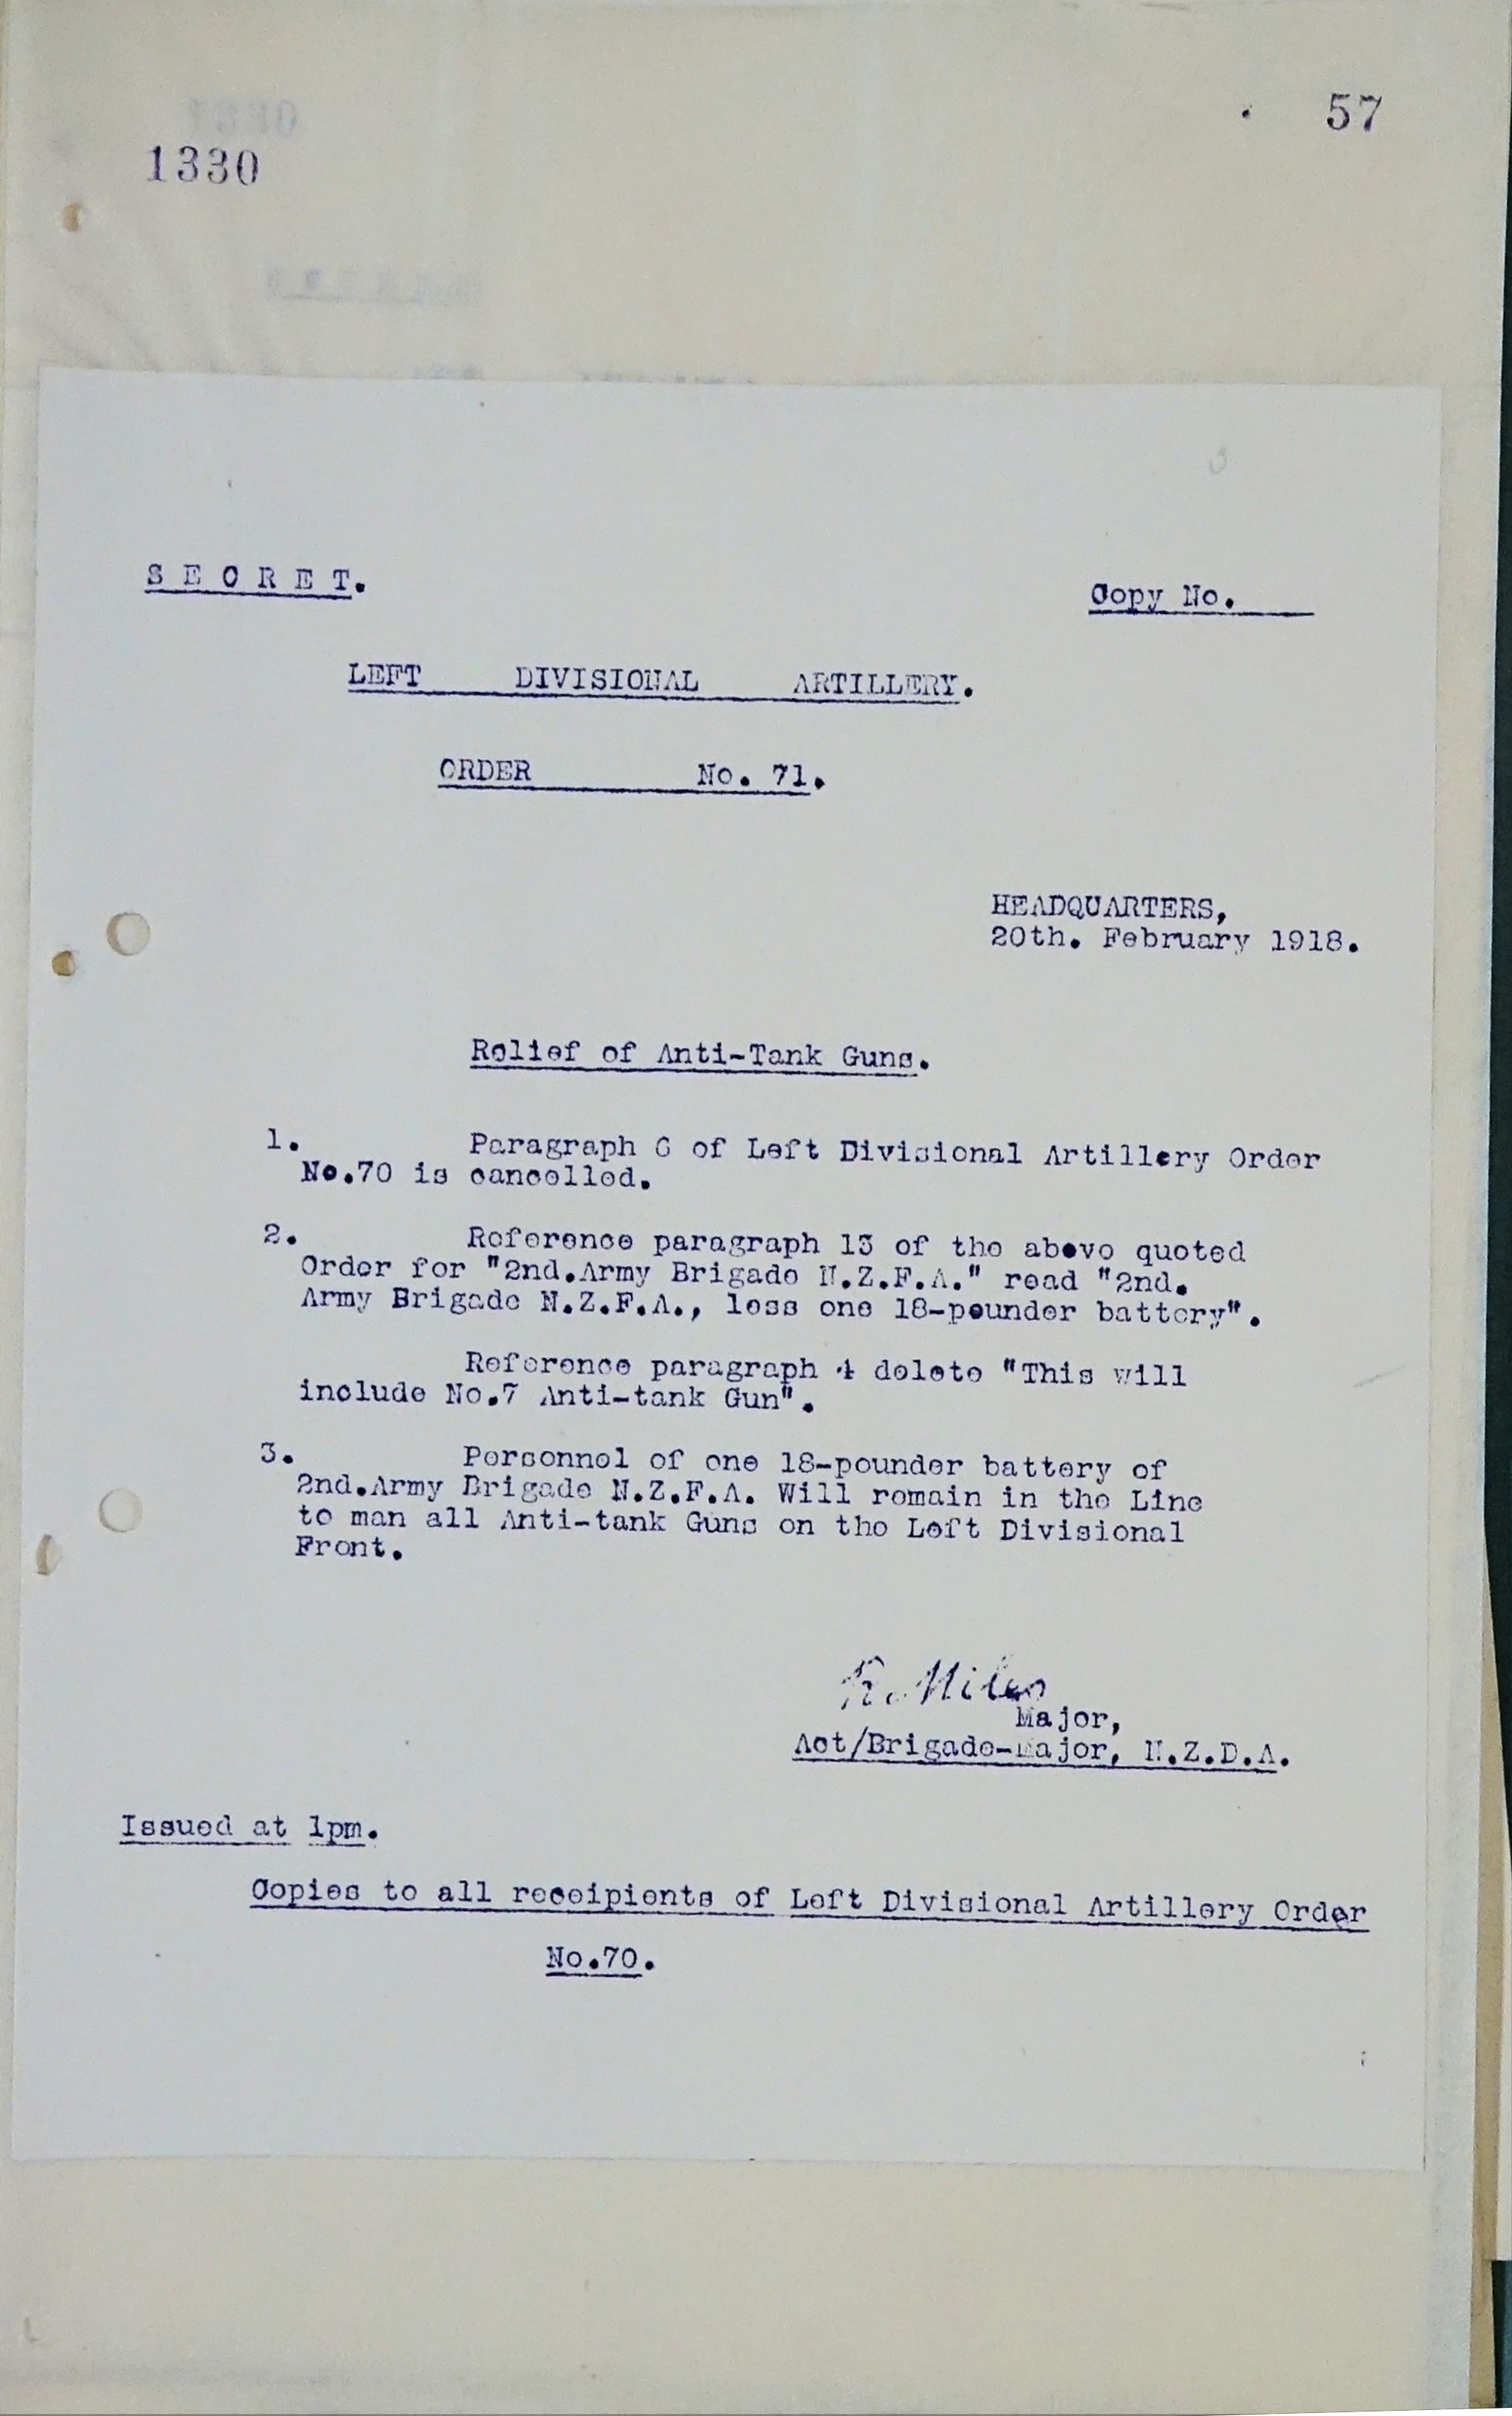 57
1330
S E C R E T.
Copy No.
LEFT DIVISIONAL ARTILLERY.
ORDER No. 71.
HEADQUARTERS,
20th. February 1918.
Relief of Anti-Tank Guns.
1. Paragraph 6 of Left Divisional Artillery Order
No.70 is cancelled.
2. Reference paragraph 13 of the above quoted
Order for "2nd.Army Brigade N.Z.F.A." read "2nd.
Army Brigade N.Z.F.A., less one 18-pounder battery".
Reference paragraph 4 delete "This will
include No.7 Anti-tank Gun".
3. Personnel of one 18-pounder battery of
2nd.Army Brigade N.Z.F.A. Will remain in the Line
to man all Anti-tank Guns on the Left Divisional
Front.
R. Miles
Major,
Act/Brigade-Major, N.Z.D.A.
Issued at 1pm.
Copies to all receipients of Left Divisional Artillery Order
No.70.